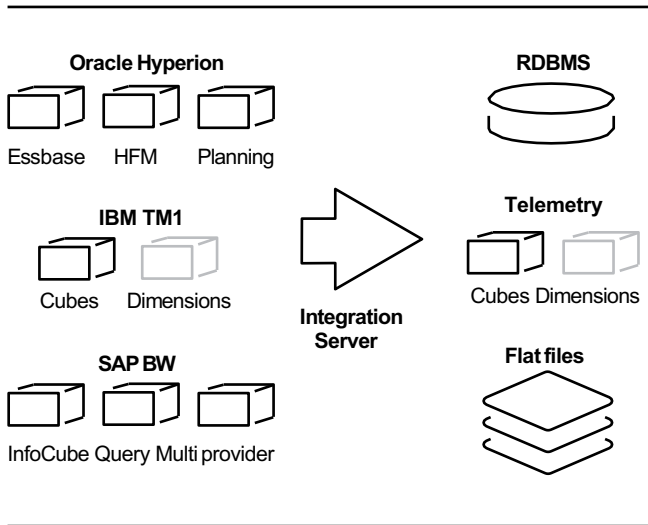 Oracle Hyperion
Essbase HFM Planning
IBM TM1
Cubes Dimensions
SAP BW
InfoCube Query Multi provider
Integration
Server
RDBMS
Telemetry
Cubes Dimensions
Flat files